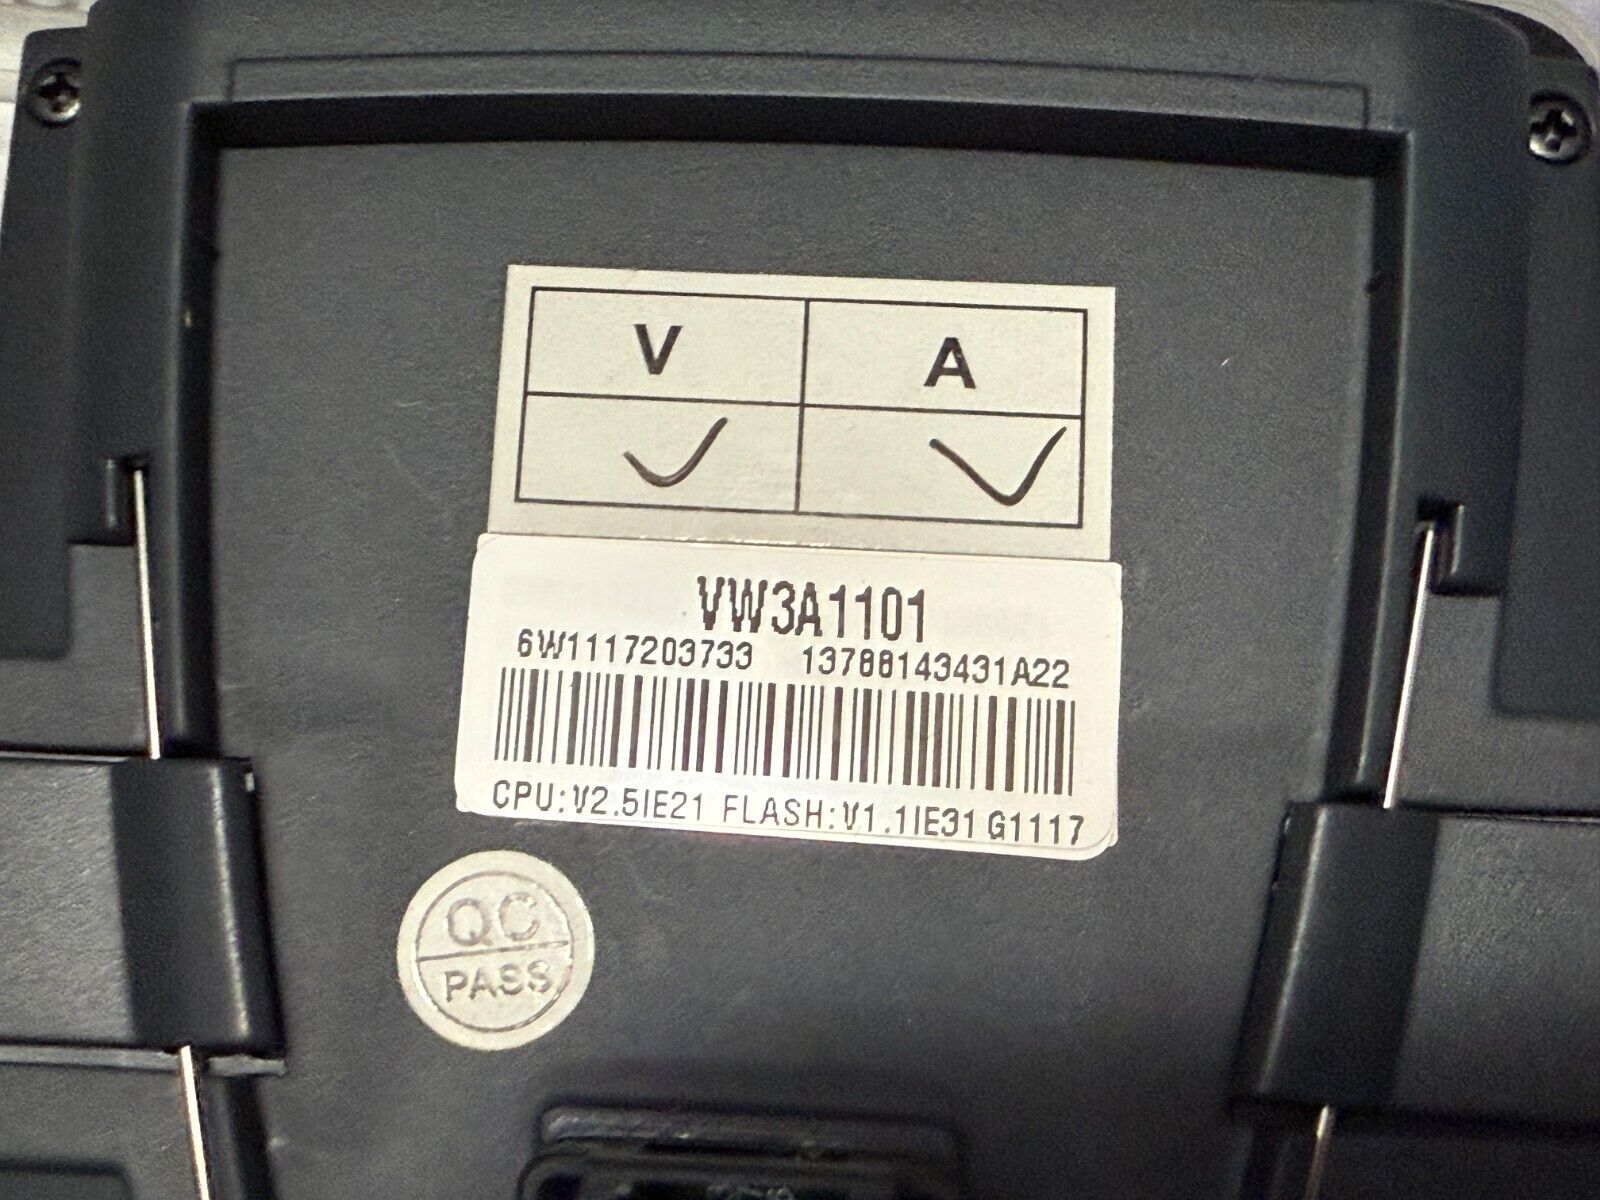 V A
VW3A1101
6W1117203733 13788143431A22
CPU:V2.5IE21 FLASH:V1.1IE31 G1117
QC
PASS